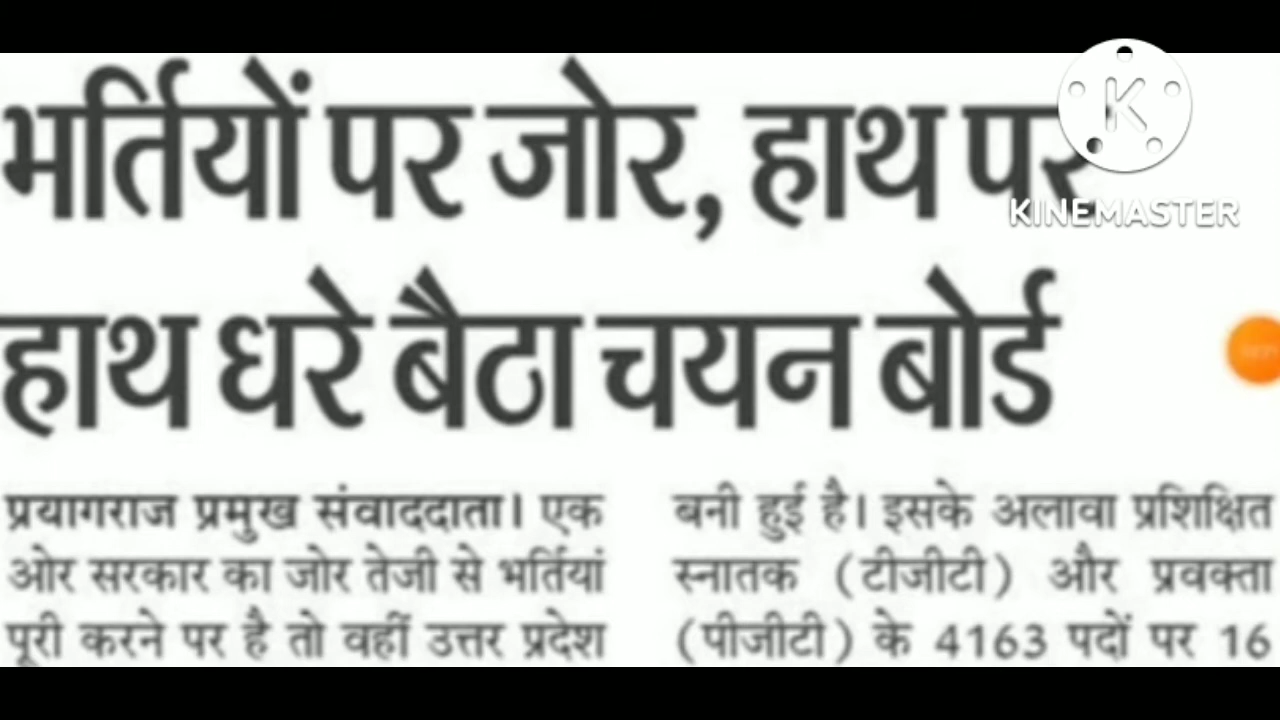 भर्तियों पर जोर, हाथ पर
हाथ धरे बैठा चयन बोर्ड
प्रयागराज प्रमुख संवाददाता। एक
ओर सरकार का जोर तेजी से भर्तियां
पूरी करने पर है तो वहीं उत्तर प्रदेश
बनी हुई है। इसके अलावा प्रशिक्षित
स्नातक (टीजीटी) और प्रवक्ता
(पीजीटी) के 4163 पदों पर 16
K
KINEMASTER